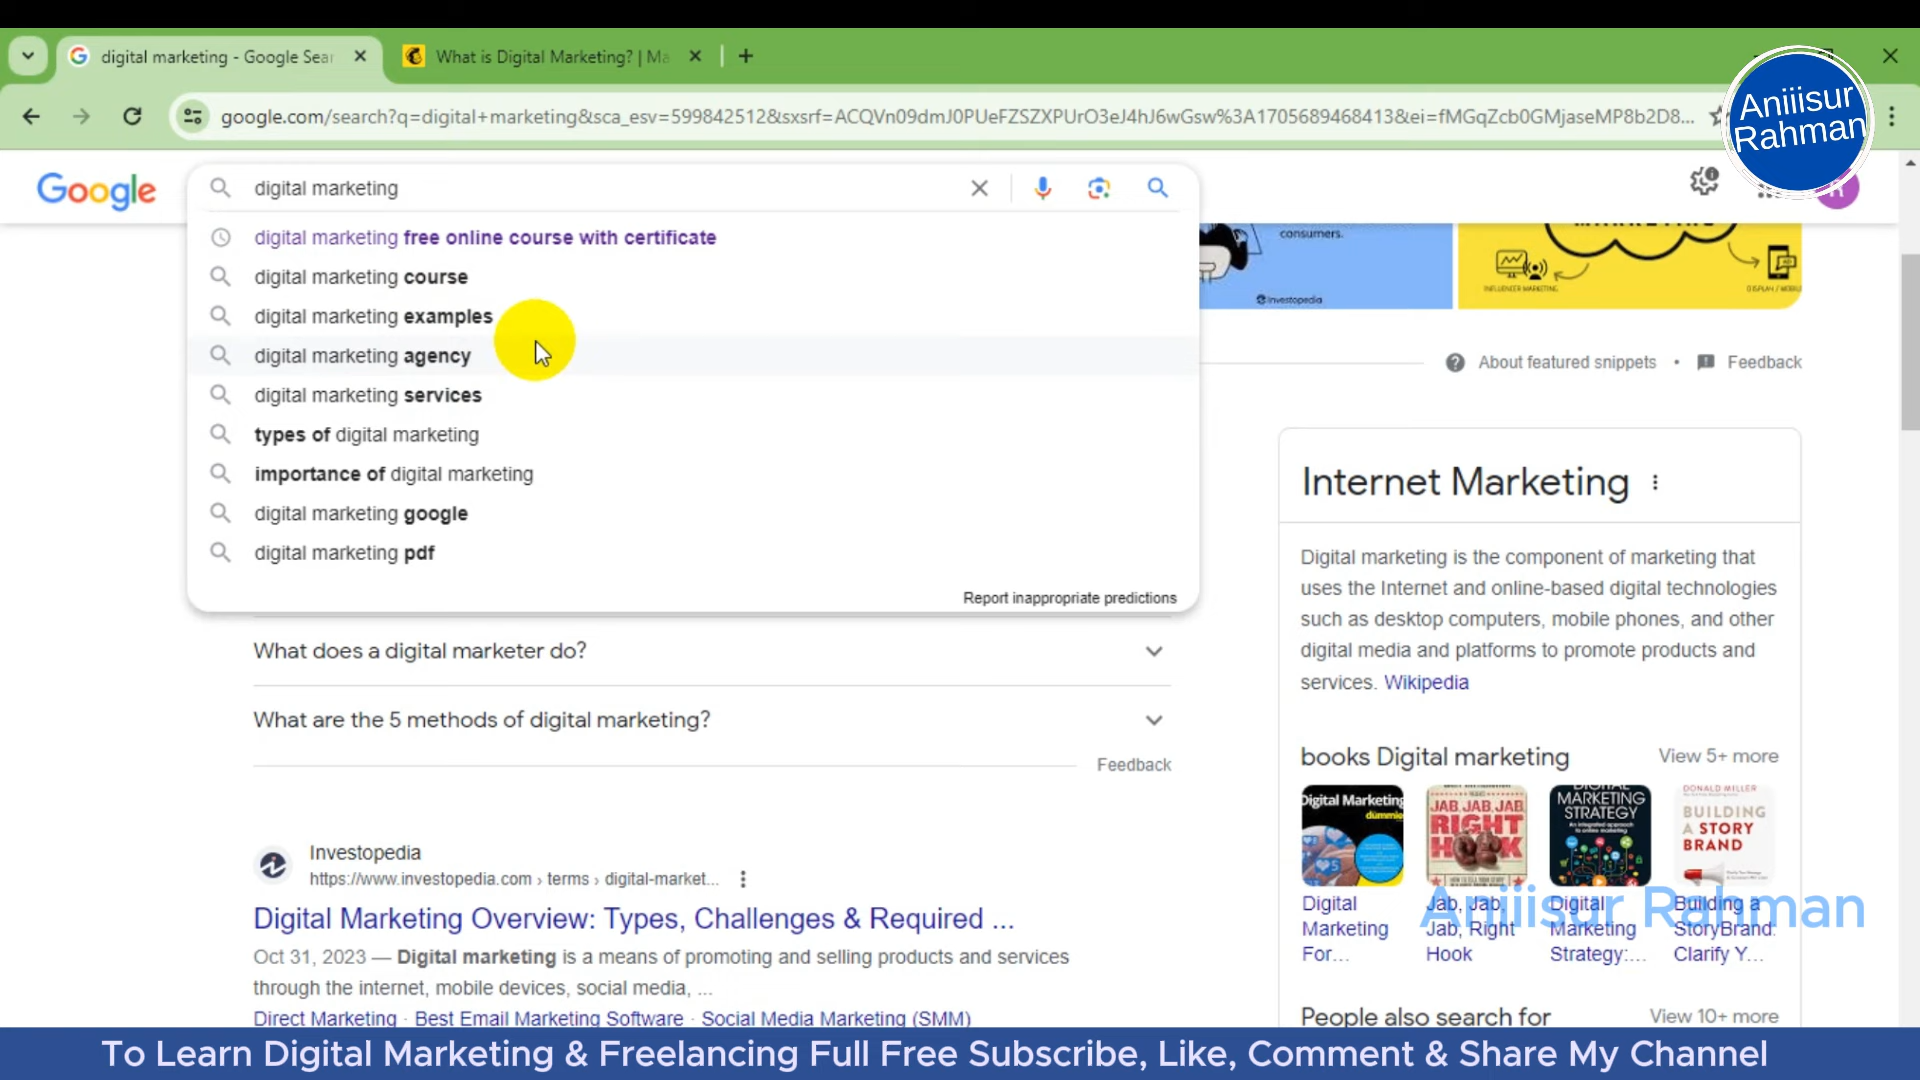 digital marketing - Google Sear
What is Digital Marketing? | Ma
google.com/search?q=digital+marketing&sca_esv=599842512&sxsrf=ACQVn09dmJ0PUeFZSZXPUrO3eJ4hJ6wGsw%3A1705689468413&ei=fMGqZcb0GMjaseMP8b2D8...
Aniiisur
Rahman
Google
digital marketing
digital marketing free online course with certificate
digital marketing course
digital marketing examples
digital marketing agency
digital marketing services
types of digital marketing
importance of digital marketing
digital marketing google
digital marketing pdf
Report inappropriate predictions
consumers.
Investopedia
INFLUENCER MARKETING
About featured snippets
Feedback
Internet Marketing
Digital marketing is the component of marketing that
uses the Internet and online-based digital technologies
such as desktop computers, mobile phones, and other
digital media and platforms to promote products and
services. Wikipedia
What does a digital marketer do?
What are the 5 methods of digital marketing?
Feedback
books Digital marketing
View 5+ more
Digital Marketing
dummies
JAB, JAB, JAB
RIGHT
HOOK
DIGITAL
MARKETING
STRATEGY
DONALD MILLER
BUILDING
A STORY
BRAND
Digital
Marketing
For...
Jab, Jab,
Jab, Right
Hook
Digital
Marketing
Strategy:...
Building a
StoryBrand:
Clarify Y...
Aniiisur Rahman
Investopedia
https://www.investopedia.com › terms › digital-market...
Digital Marketing Overview: Types, Challenges & Required ...
Oct 31, 2023 — Digital marketing is a means of promoting and selling products and services
through the internet, mobile devices, social media, ...
Direct Marketing · Best Email Marketing Software · Social Media Marketing (SMM)
People also search for
View 10+ more
To Learn Digital Marketing & Freelancing Full Free Subscribe, Like, Comment & Share My Channel